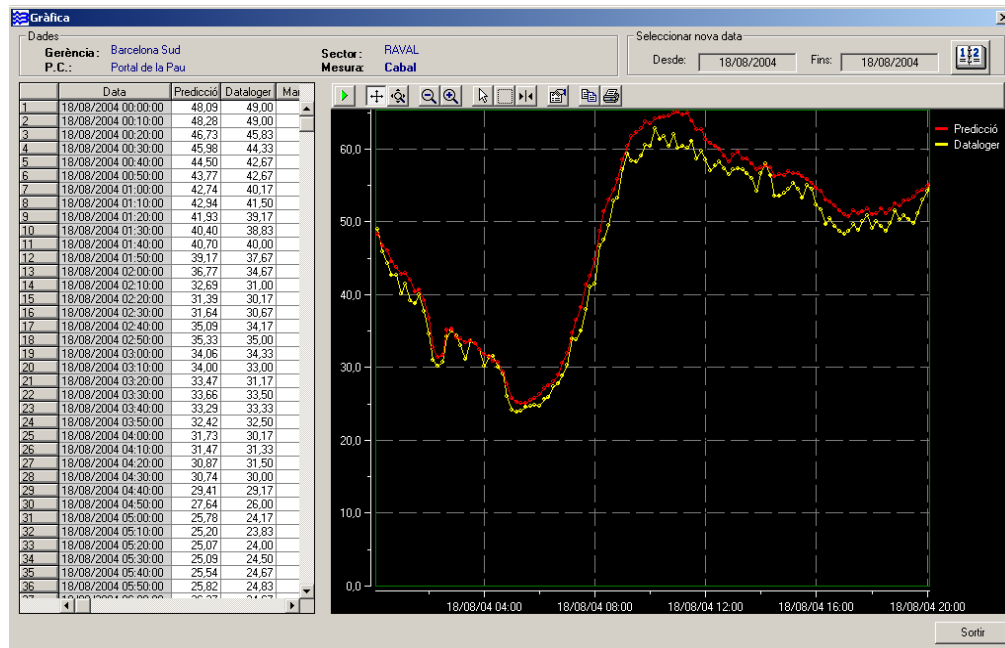 Gràfica
Dades
Gerència: Barcelona Sud
P.C.: Portal de la Pau
Sector: RAVAL
Mesura: Cabal
Seleccionar nova data
Desde: 18/08/2004 Fins: 18/08/2004
Data Predicció Dataloger
1 18/08/2004 00:00:00 48,09 49,00
2 18/08/2004 00:10:00 48,28 49,00
3 18/08/2004 00:20:00 46,73 45,83
4 18/08/2004 00:30:00 45,98 44,33
5 18/08/2004 00:40:00 44,50 42,67
6 18/08/2004 00:50:00 43,77 42,67
7 18/08/2004 01:00:00 42,74 40,17
8 18/08/2004 01:10:00 42,94 41,50
9 18/08/2004 01:20:00 41,93 39,17
10 18/08/2004 01:30:00 40,40 38,83
11 18/08/2004 01:40:00 40,70 40,00
12 18/08/2004 01:50:00 39,17 37,67
13 18/08/2004 02:00:00 36,77 34,67
14 18/08/2004 02:10:00 32,69 31,00
15 18/08/2004 02:20:00 31,39 30,17
16 18/08/2004 02:30:00 31,64 30,67
17 18/08/2004 02:40:00 35,09 34,17
18 18/08/2004 02:50:00 35,33 35,00
19 18/08/2004 03:00:00 34,06 34,33
20 18/08/2004 03:10:00 34,00 33,00
21 18/08/2004 03:20:00 33,47 31,17
22 18/08/2004 03:30:00 33,66 33,50
23 18/08/2004 03:40:00 33,29 33,33
24 18/08/2004 03:50:00 32,42 32,50
25 18/08/2004 04:00:00 31,73 30,17
26 18/08/2004 04:10:00 31,47 31,33
27 18/08/2004 04:20:00 30,87 31,50
28 18/08/2004 04:30:00 30,74 30,00
29 18/08/2004 04:40:00 29,41 29,17
30 18/08/2004 04:50:00 27,64 26,00
31 18/08/2004 05:00:00 25,78 24,17
32 18/08/2004 05:10:00 25,20 23,83
33 18/08/2004 05:20:00 25,07 24,00
34 18/08/2004 05:30:00 25,09 24,50
35 18/08/2004 05:40:00 25,54 24,67
36 18/08/2004 05:50:00 25,82 24,83
60,0
50,0
40,0
30,0
20,0
10,0
0,0
18/08/04 04:00 18/08/04 08:00 18/08/04 12:00 18/08/04 16:00 18/08/04 20:00
Predicció
Dataloger
Sortir